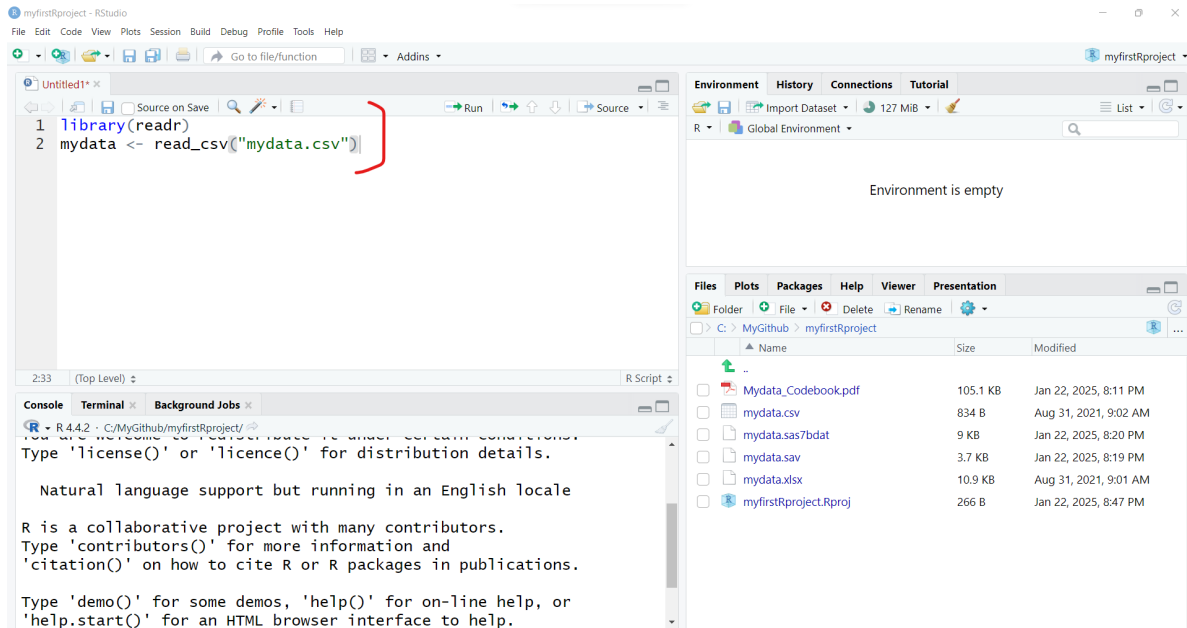 myfirstRproject - RStudio
File Edit Code View Plots Session Build Debug Profile Tools Help
Go to file/function Addins myfirstRproject
Untitled1*
Source on Save Run Source
1 library(readr)
2 mydata <- read_csv("mydata.csv")
2:33 (Top Level) R Script
Console Terminal Background Jobs
R 4.4.2 · C:/MyGithub/myfirstRproject/
You are welcome to redistribute it under certain conditions.
Type 'license()' or 'licence()' for distribution details.
Natural language support but running in an English locale
R is a collaborative project with many contributors.
Type 'contributors()' for more information and
'citation()' on how to cite R or R packages in publications.
Type 'demo()' for some demos, 'help()' for on-line help, or
'help.start()' for an HTML browser interface to help.
Environment History Connections Tutorial
Import Dataset 127 MiB List
R Global Environment
Environment is empty
Files Plots Packages Help Viewer Presentation
Folder File Delete Rename
C: MyGithub myfirstRproject
Name Size Modified
..
Mydata_Codebook.pdf 105.1 KB Jan 22, 2025, 8:11 PM
mydata.csv 834 B Aug 31, 2021, 9:02 AM
mydata.sas7bdat 9 KB Jan 22, 2025, 8:20 PM
mydata.sav 3.7 KB Jan 22, 2025, 8:19 PM
mydata.xlsx 10.9 KB Aug 31, 2021, 9:01 AM
myfirstRproject.Rproj 266 B Jan 22, 2025, 8:47 PM